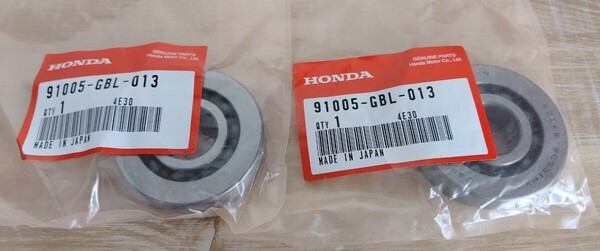 GENUINE PARTS
Honda Motor Co., Ltd.
HONDA
91005-GBL-013
QTY 1 4E30
MADE IN JAPAN
GENUINE PARTS
Honda Motor Co., Ltd.
HONDA
91005-GBL-013
QTY 1 4E30
MADE IN JAPAN